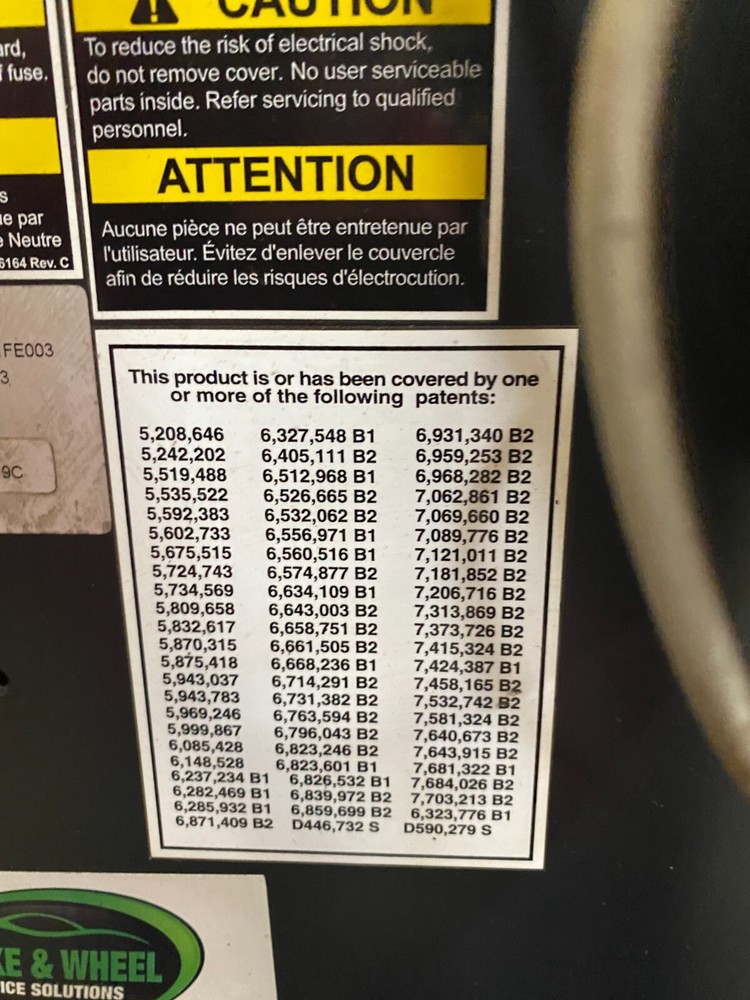 CAUTION
To reduce the risk of electrical shock,
do not remove cover. No user serviceable
parts inside. Refer servicing to qualified
personnel.
ATTENTION
Aucune pièce ne peut être entretenue par
l'utilisateur. Évitez d'enlever le couvercle
afin de réduire les risques d'électrocution.
fuse.
ue par
Neutre
6164 Rev. C
FE003
3
9C
This product is or has been covered by one
or more of the following patents:
5,208,646 6,327,548 B1 6,931,340 B2
5,242,202 6,405,111 B2 6,959,253 B2
5,519,488 6,512,968 B1 6,968,282 B2
5,535,522 6,526,665 B2 7,062,861 B2
5,592,383 6,532,062 B2 7,069,660 B2
5,602,733 6,556,971 B1 7,089,776 B2
5,675,515 6,560,516 B1 7,121,011 B2
5,724,743 6,574,877 B2 7,181,852 B2
5,734,569 6,634,109 B1 7,206,716 B2
5,809,658 6,643,003 B2 7,313,869 B2
5,832,617 6,658,751 B2 7,373,726 B2
5,870,315 6,661,505 B2 7,415,324 B2
5,875,418 6,668,236 B1 7,424,387 B1
5,943,037 6,714,291 B2 7,458,165 B2
5,943,783 6,731,382 B2 7,532,742 B2
5,969,246 6,763,594 B2 7,581,324 B2
5,999,867 6,796,043 B2 7,640,673 B2
6,085,428 6,823,246 B2 7,643,915 B2
6,148,528 6,823,601 B1 7,681,322 B1
6,237,234 B1 6,826,532 B1 7,684,026 B2
6,282,469 B1 6,839,972 B2 7,703,213 B2
6,285,932 B1 6,859,699 B2 6,323,776 B1
6,871,409 B2 D446,732 S D590,279 S
KE & WHEEL
ICE SOLUTIONS